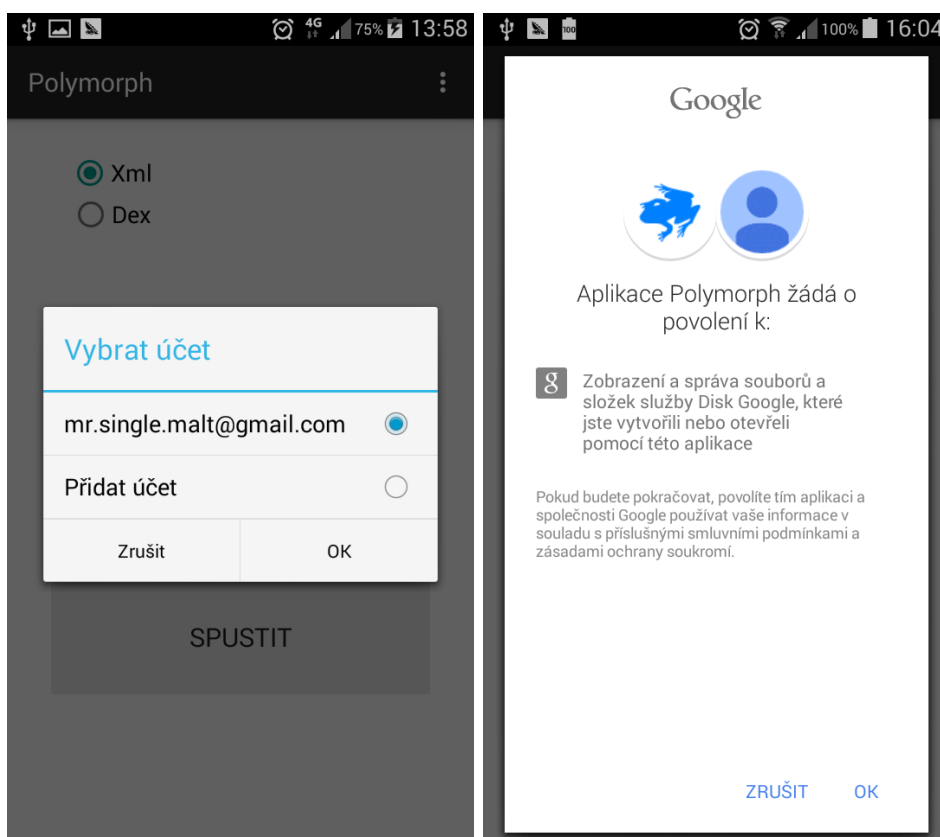 4G 75% 13:58
Polymorph
Xml
Dex
Vybrat účet
mr.single.malt@gmail.com
Přidat účet
Zrušit OK
SPUSTIT
100 100% 16:04
Google
Aplikace Polymorph žádá o
povolení k:
g Zobrazení a správa souborů a
složek služby Disk Google, které
jste vytvořili nebo otevřeli
pomocí této aplikace
Pokud budete pokračovat, povolíte tím aplikaci a
společnosti Google používat vaše informace v
souladu s příslušnými smluvními podmínkami a
zásadami ochrany soukromí.
ZRUŠIT OK